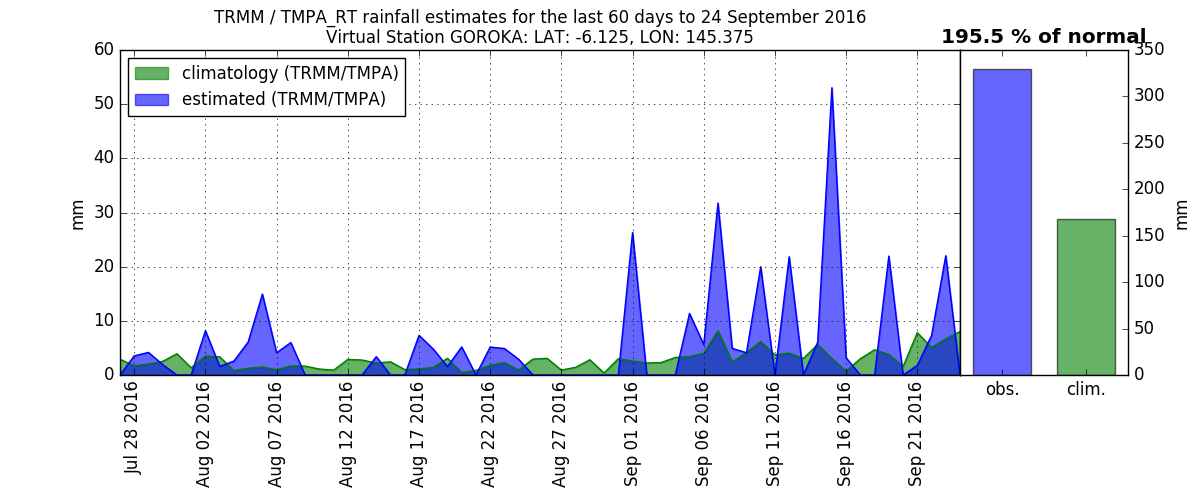 TRMM / TMPA_RT rainfall estimates for the last 60 days to 24 September 2016
Virtual Station GOROKA: LAT: -6.125, LON: 145.375
195.5 % of normal
climatology (TRMM/TMPA)
estimated (TRMM/TMPA)
60
50
40
30
20
10
0
mm
Jul 28 2016
Aug 02 2016
Aug 07 2016
Aug 12 2016
Aug 17 2016
Aug 22 2016
Aug 27 2016
Sep 01 2016
Sep 06 2016
Sep 11 2016
Sep 16 2016
Sep 21 2016
obs.
clim.
350
300
250
200
150
100
50
0
mm